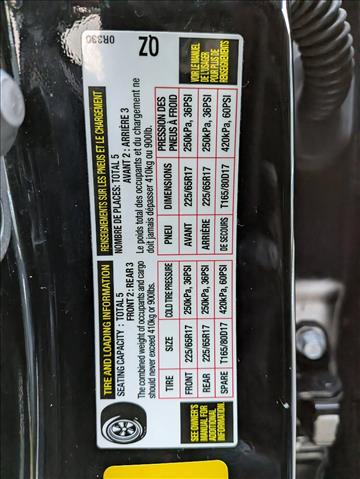 TIRE AND LOADING INFORMATION
SEATING CAPACITY : TOTAL 5
FRONT 2: REAR 3
The combined weight of occupants and cargo
should never exceed 410kg or 900lbs.
TIRE SIZE COLD TIRE PRESSURE
FRONT 225/65R17 250kPa, 36PSI
REAR 225/65R17 250kPa, 36PSI
SPARE T165/80D17 420kPa, 60PSI
SEE OWNER'S
MANUAL FOR
ADDITIONAL
INFORMATION
RENSEIGNEMENTS SUR LES PNEUS ET LE CHARGEMENT
NOMBRE DE PLACES: TOTAL 5
AVANT 2 : ARRIÈRE 3
Le poids total des occupants et du chargement ne
doit jamais dépasser 410kg ou 900lb.
PNEU DIMENSIONS PRESSION DES
PNEUS À FROID
AVANT 225/65R17 250kPa, 36PSI
ARRIÈRE 225/65R17 250kPa, 36PSI
DE SECOURS T165/80D17 420kPa, 60PSI
VOIR LE MANUEL
DE L'USAGER
POUR PLUS DE
RENSEIGNEMENTS
0R330
QZ